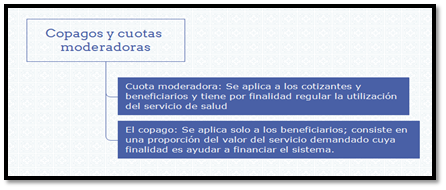 Copagos y cuotas
moderadoras
Cuota moderadora: Se aplica a los cotizantes y
beneficiarios y tiene por finalidad regular la utilización
del servicio de salud
El copago: Se aplica solo a los beneficiarios; consiste en
una proporción del valor del servicio demandado cuya
finalidad es ayudar a financiar el sistema.